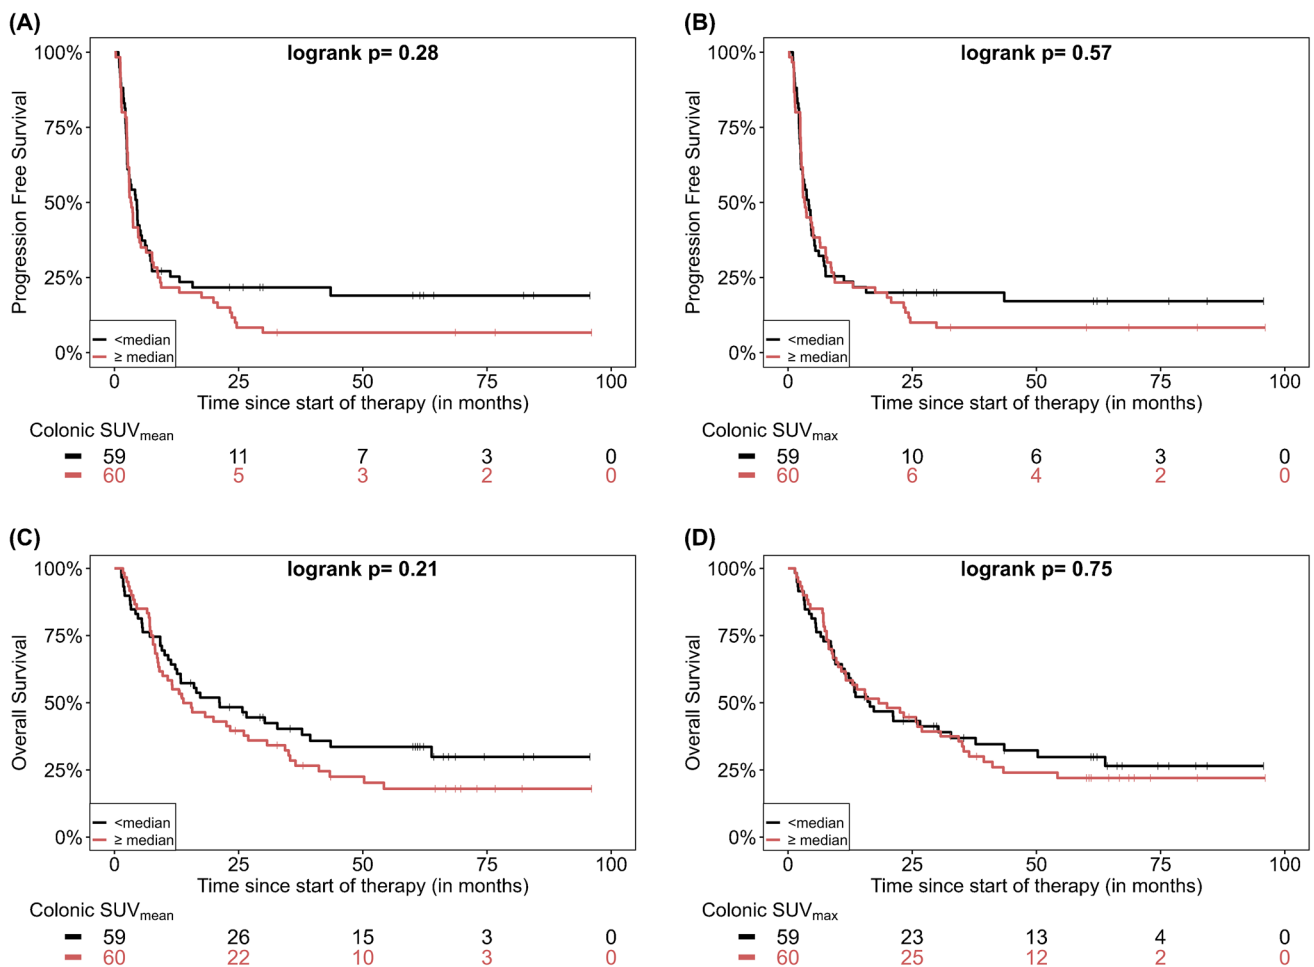 (A)
logrank p= 0.28
100%
75%
50%
25%
0%
Progression Free Survival
<median
≥ median
0 25 50 75 100
Time since start of therapy (in months)
Colonic SUVmean
59 11 7 3 0
60 5 3 2 0
(B)
logrank p= 0.57
100%
75%
50%
25%
0%
Progression Free Survival
<median
≥ median
0 25 50 75 100
Time since start of therapy (in months)
Colonic SUVmax
59 10 6 3 0
60 6 4 2 0
(C)
logrank p= 0.21
100%
75%
50%
25%
0%
Overall Survival
<median
≥ median
0 25 50 75 100
Time since start of therapy (in months)
Colonic SUVmean
59 26 15 3 0
60 22 10 3 0
(D)
logrank p= 0.75
100%
75%
50%
25%
0%
Overall Survival
<median
≥ median
0 25 50 75 100
Time since start of therapy (in months)
Colonic SUVmax
59 23 13 4 0
60 25 12 2 0